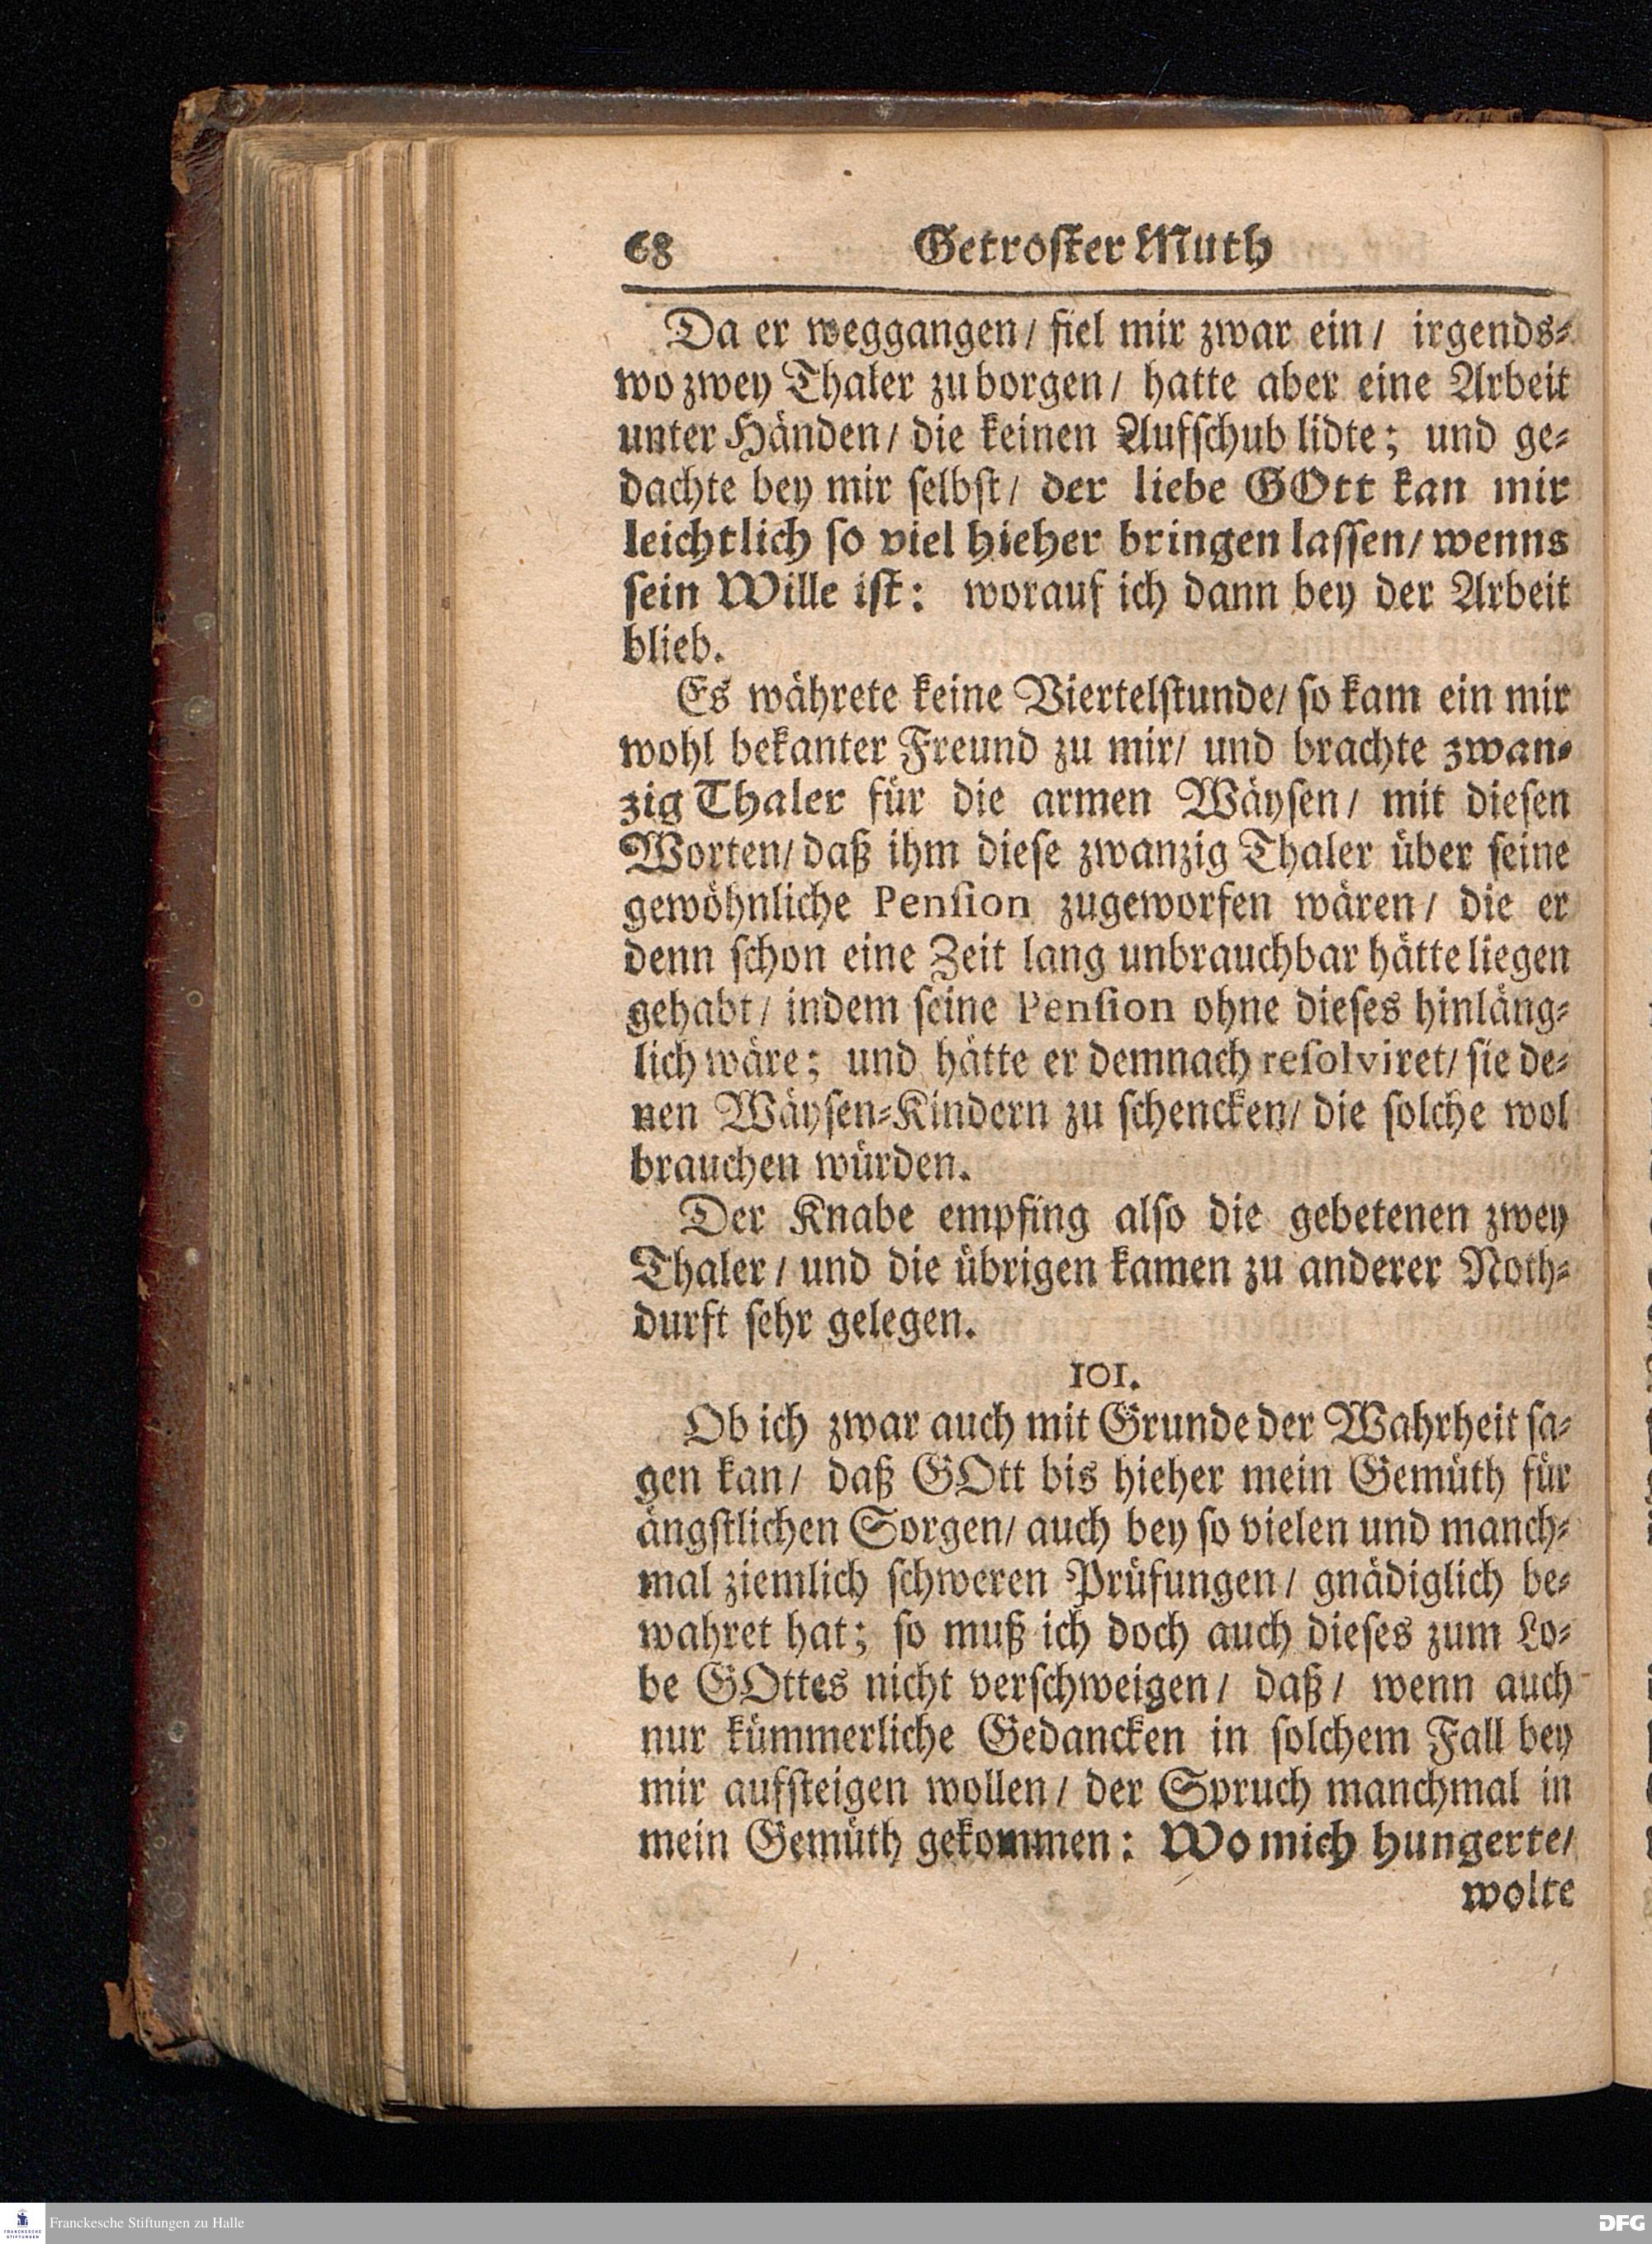 68 Getroster Muth
Da er weggangen/ fiel mir zwar ein/ irgends-
wo zwey Thaler zu borgen/ hatte aber eine Arbeit
unter Händen/ die keinen Aufschub lidte; und ge-
dachte bey mir selbst/ der liebe GOtt kan mir
leichtlich so viel hieher bringen lassen/ wenns
sein Wille ist: worauf ich dann bey der Arbeit
blieb.
Es währete keine Viertelstunde/ so kam ein mir
wohl bekanter Freund zu mir/ und brachte zwan-
zig Thaler für die armen Wäysen/ mit diesen
Worten/ daß ihm diese zwanzig Thaler über seine
gewöhnliche Pension zugeworfen wären/ die er
denn schon eine Zeit lang unbrauchbar hätte liegen
gehabt/ indem seine Pension ohne dieses hinläng-
lich wäre; und hätte er demnach resolviret/ sie de-
nen Wäysen-Kindern zu schencken/ die solche wol
brauchen würden.
Der Knabe empfing also die gebetenen zwey
Thaler/ und die übrigen kamen zu anderer Noth-
durft sehr gelegen.
101.
Ob ich zwar auch mit Grunde der Wahrheit sa-
gen kan/ daß GOtt bis hieher mein Gemüth für
ängstlichen Sorgen/ auch bey so vielen und manch-
mal ziemlich schweren Prüfungen/ gnädiglich be-
wahret hat; so muß ich doch auch dieses zum Lo-
be GOttes nicht verschweigen/ daß/ wenn auch
nur kümmerliche Gedancken in solchem Fall bey
mir aufsteigen wollen/ der Spruch manchmal in
mein Gemüth gekommen: Wo mich hungerte/
wolte
FRANCKESCHE STIFTUNGEN
Franckesche Stiftungen zu Halle
DFG